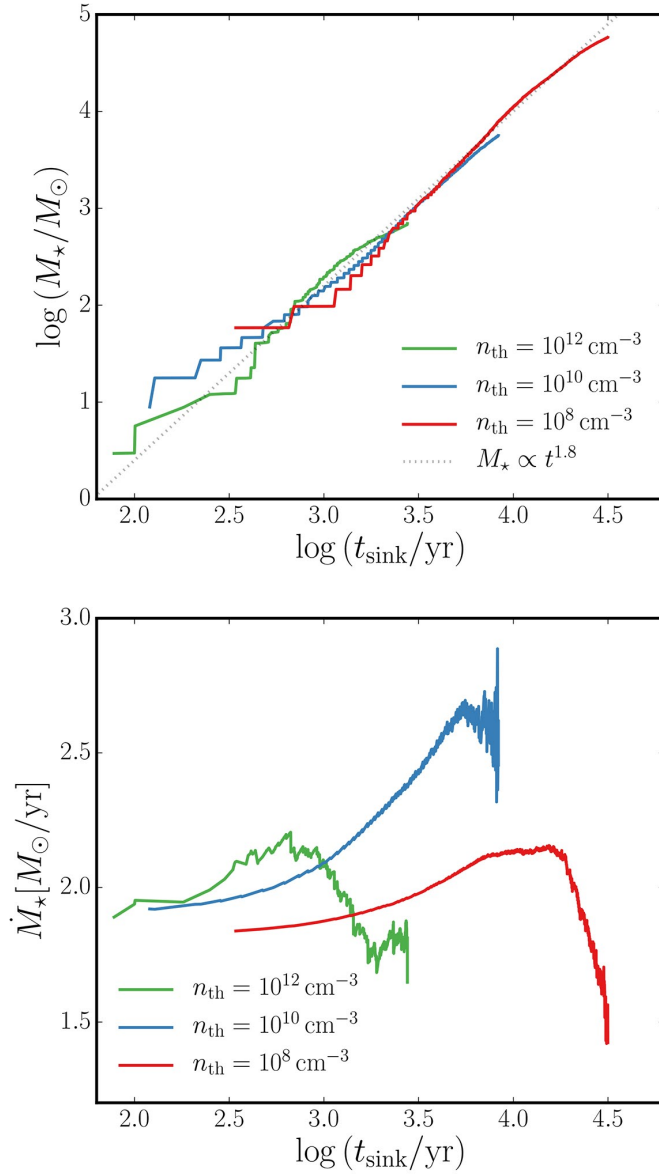 5
4
3
2
1
0
log (M⋆/M⊙)
n_th = 10^12 cm^−3
n_th = 10^10 cm^−3
n_th = 10^8 cm^−3
M⋆ ∝ t^1.8
2.0 2.5 3.0 3.5 4.0 4.5
log (t_sink/yr)
3.0
2.5
2.0
1.5
Ṁ⋆[M⊙/yr]
n_th = 10^12 cm^−3
n_th = 10^10 cm^−3
n_th = 10^8 cm^−3
2.0 2.5 3.0 3.5 4.0 4.5
log (t_sink/yr)